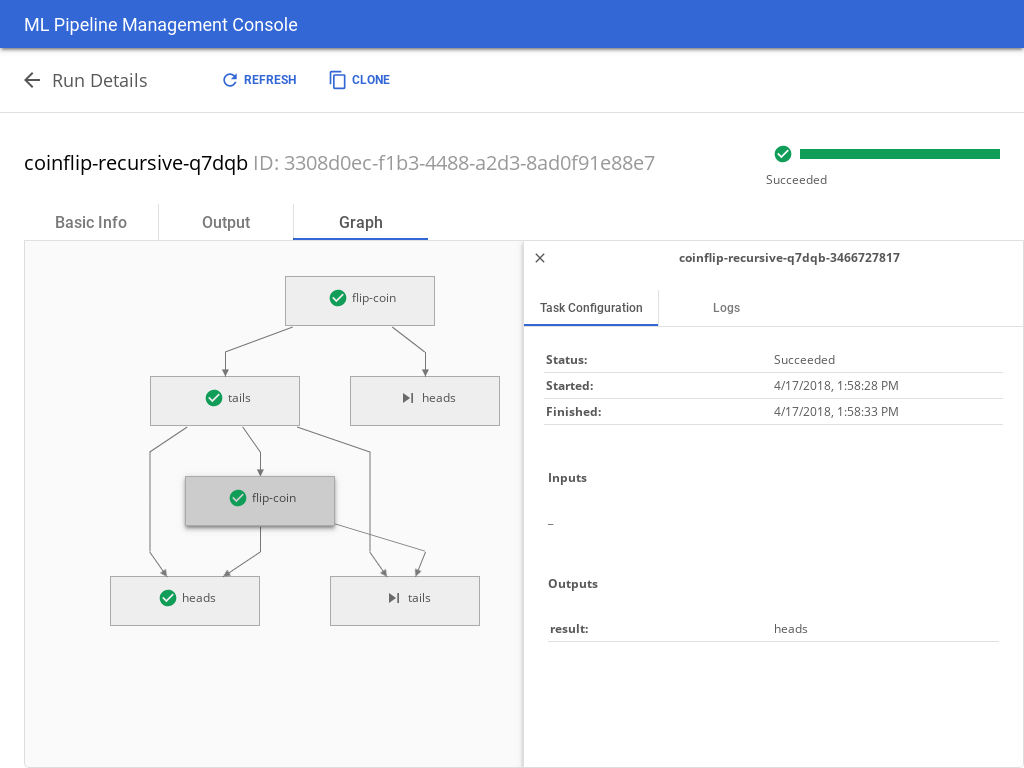 ML Pipeline Management Console
Run Details
REFRESH
CLONE
coinflip-recursive-q7dqb ID: 3308d0ec-f1b3-4488-a2d3-8ad0f91e88e7
Succeeded
Basic Info
Output
Graph
flip-coin
tails
heads
flip-coin
heads
tails
coinflip-recursive-q7dqb-3466727817
Task Configuration
Logs
Status: Succeeded
Started: 4/17/2018, 1:58:28 PM
Finished: 4/17/2018, 1:58:33 PM
Inputs
–
Outputs
result: heads